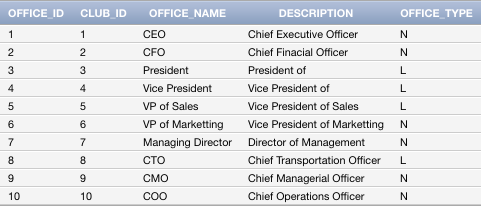 OFFICE_ID CLUB_ID OFFICE_NAME DESCRIPTION OFFICE_TYPE
1 1 CEO Chief Executive Officer N
2 2 CFO Chief Finacial Officer N
3 3 President President of L
4 4 Vice President Vice President of L
5 5 VP of Sales Vice President of Sales L
6 6 VP of Marketting Vice President of Marketting N
7 7 Managing Director Director of Management N
8 8 CTO Chief Transportation Officer L
9 9 CMO Chief Managerial Officer N
10 10 COO Chief Operations Officer N